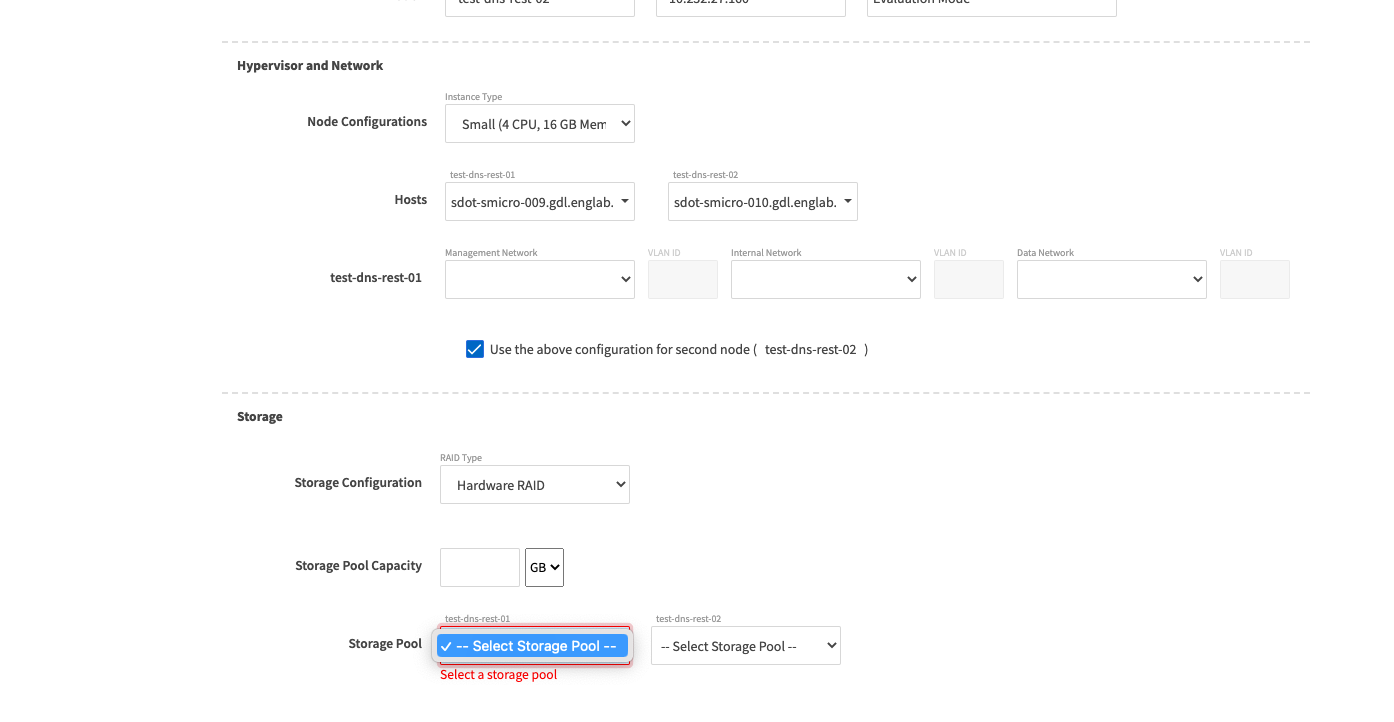 test-dns-rest-02 10.232.27.160 Evaluation Mode
Hypervisor and Network
Instance Type
Node Configurations Small (4 CPU, 16 GB Mem
test-dns-rest-01 test-dns-rest-02
Hosts sdot-smicro-009.gdl.englab. sdot-smicro-010.gdl.englab.
Management Network VLAN ID Internal Network VLAN ID Data Network VLAN ID
test-dns-rest-01
Use the above configuration for second node ( test-dns-rest-02 )
Storage
RAID Type
Storage Configuration Hardware RAID
Storage Pool Capacity GB
test-dns-rest-01 test-dns-rest-02
Storage Pool ✓ -- Select Storage Pool -- -- Select Storage Pool --
Select a storage pool